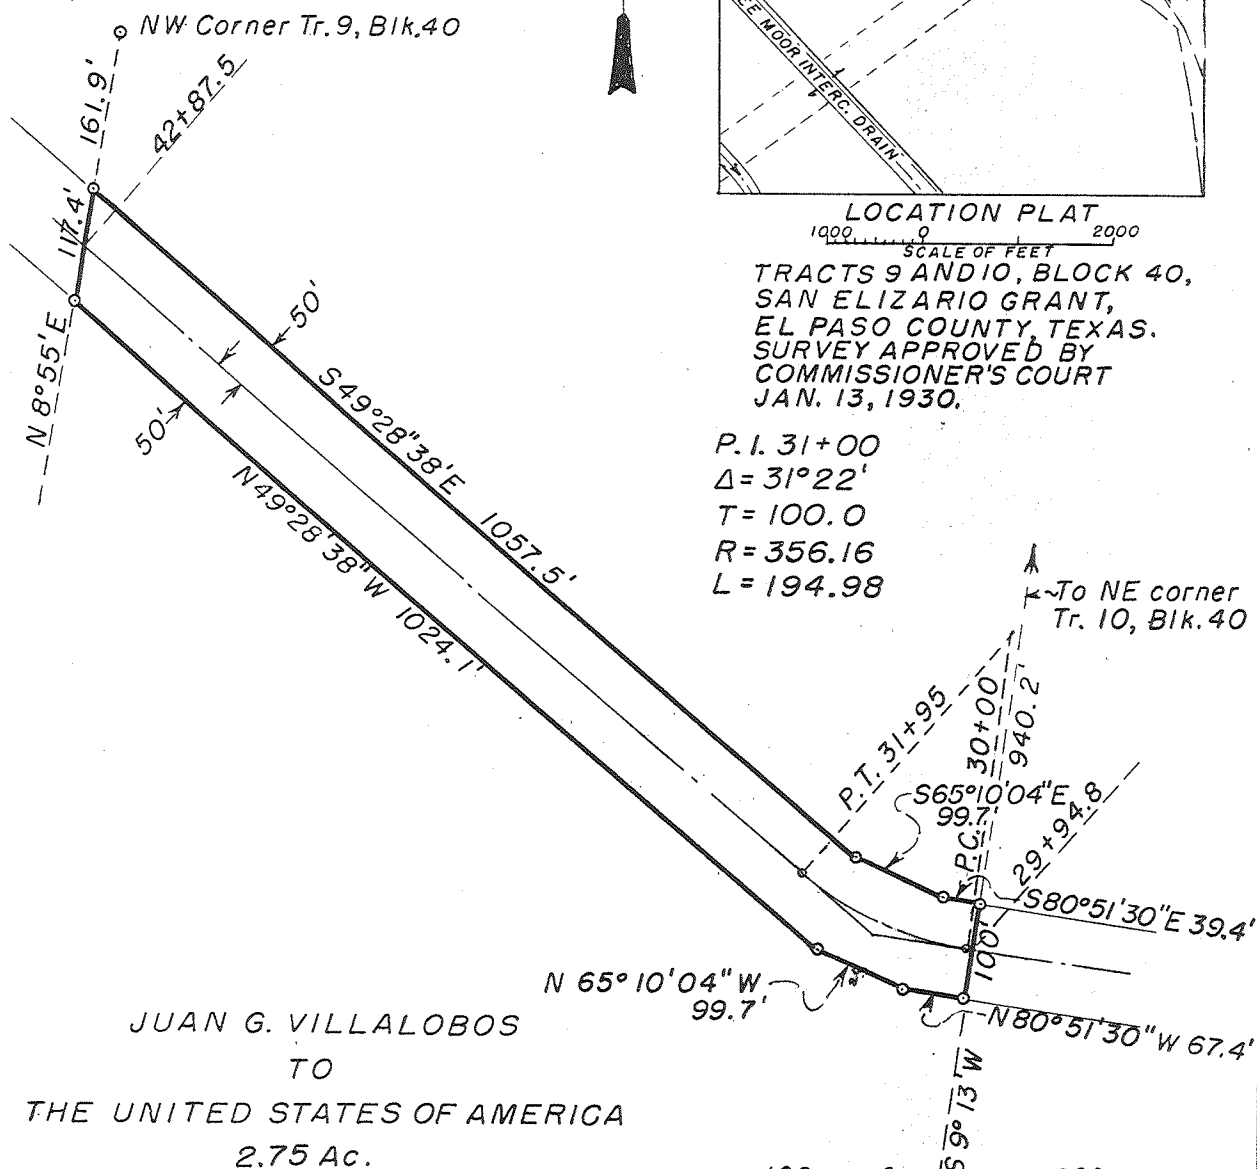 NW Corner Tr. 9, Blk.40
161.9'
42+87.5
117.4'
N 8°55'E
50'
50'
S49°28"38'E 1057.5'
N49°28'38"W 1024.1'
MOOR INTERC. DRAIN
LOCATION PLAT
1000 0 2000
SCALE OF FEET
TRACTS 9 AND 10, BLOCK 40,
SAN ELIZARIO GRANT,
EL PASO COUNTY, TEXAS.
SURVEY APPROVED BY
COMMISSIONER'S COURT
JAN. 13, 1930.
P.I. 31+00
Δ= 31°22'
T= 100.0
R= 356.16
L= 194.98
To NE corner
Tr. 10, Blk.40
P.T. 31+95
P.C. 30+00
940.2'
S65°10'04"E
99.7'
29+94.8
S80°51'30"E 39.4'
100'
N 65°10'04" W
99.7'
N80°51'30"W 67.4'
S9°13'W
JUAN G. VILLALOBOS
TO
THE UNITED STATES OF AMERICA
2.75 Ac.